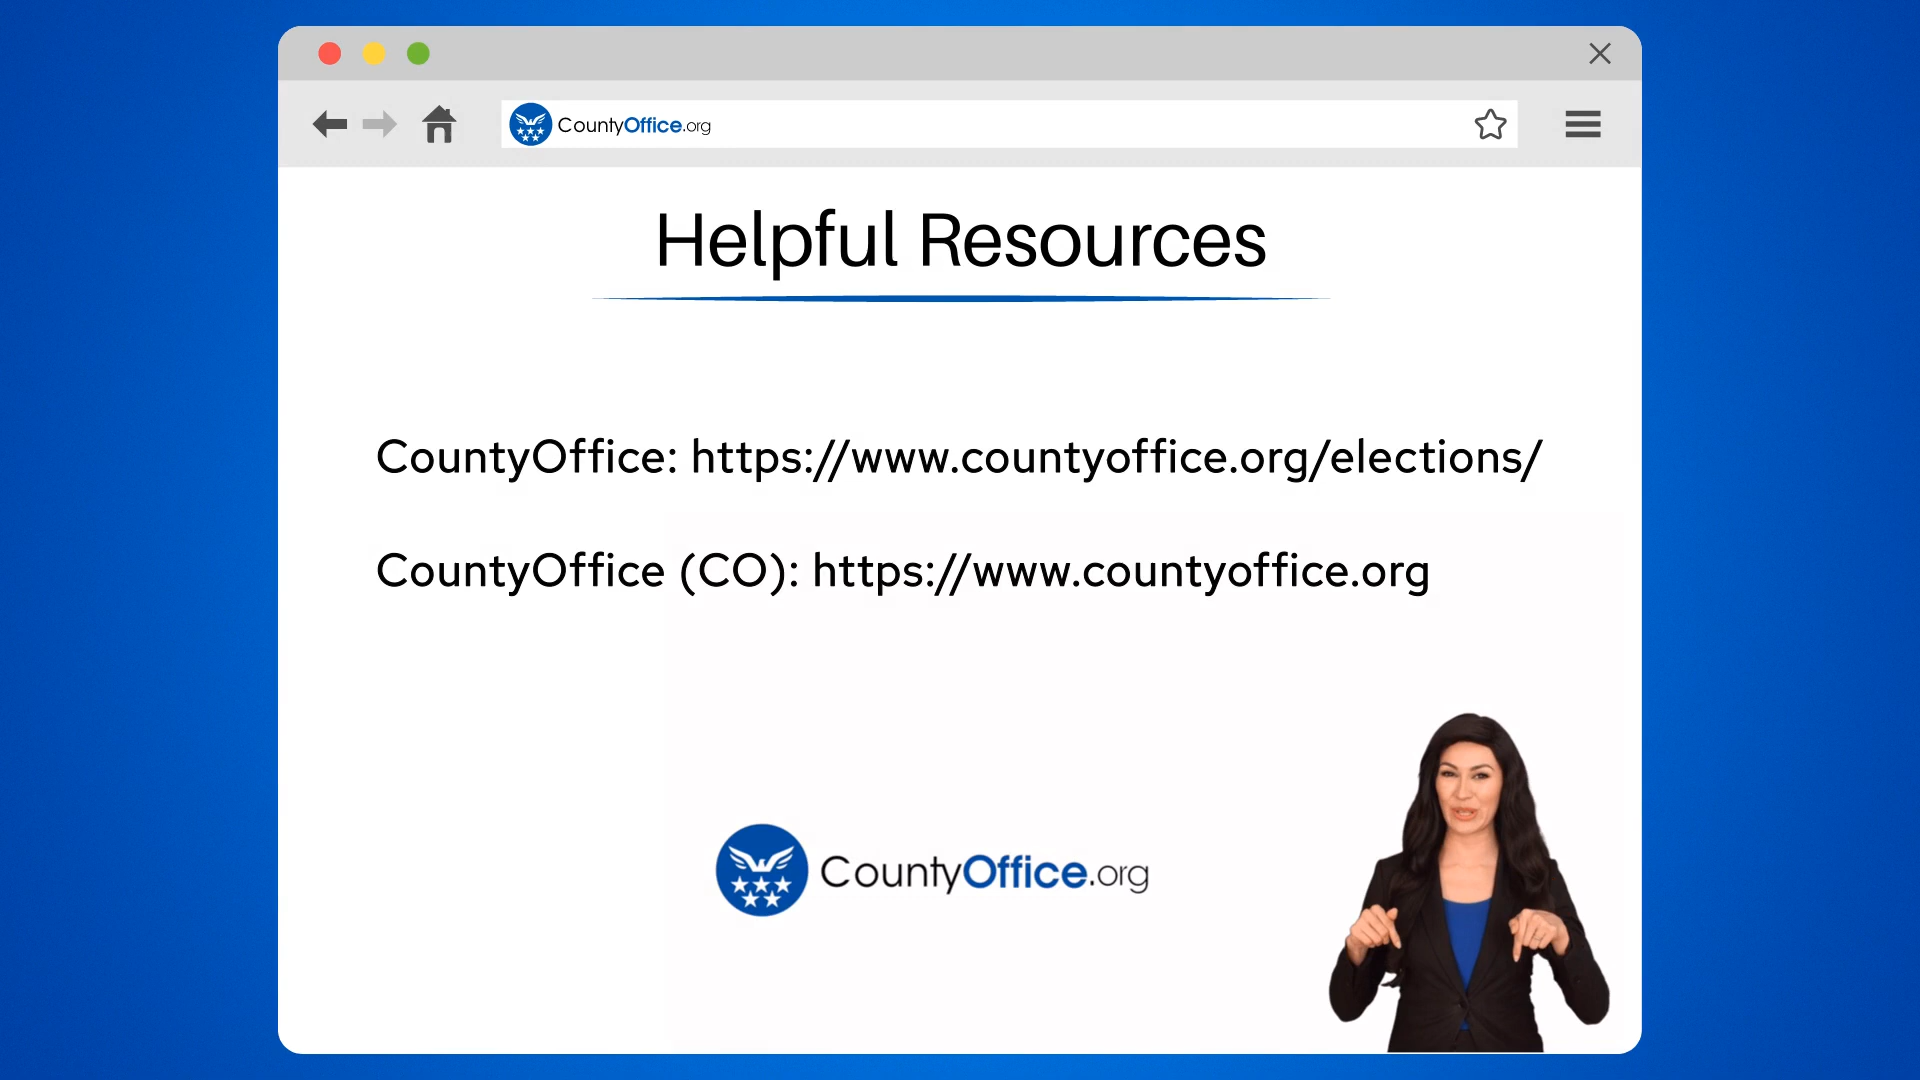 CountyOffice.org
Helpful Resources
CountyOffice: https://www.countyoffice.org/elections/
CountyOffice (CO): https://www.countyoffice.org
CountyOffice.org